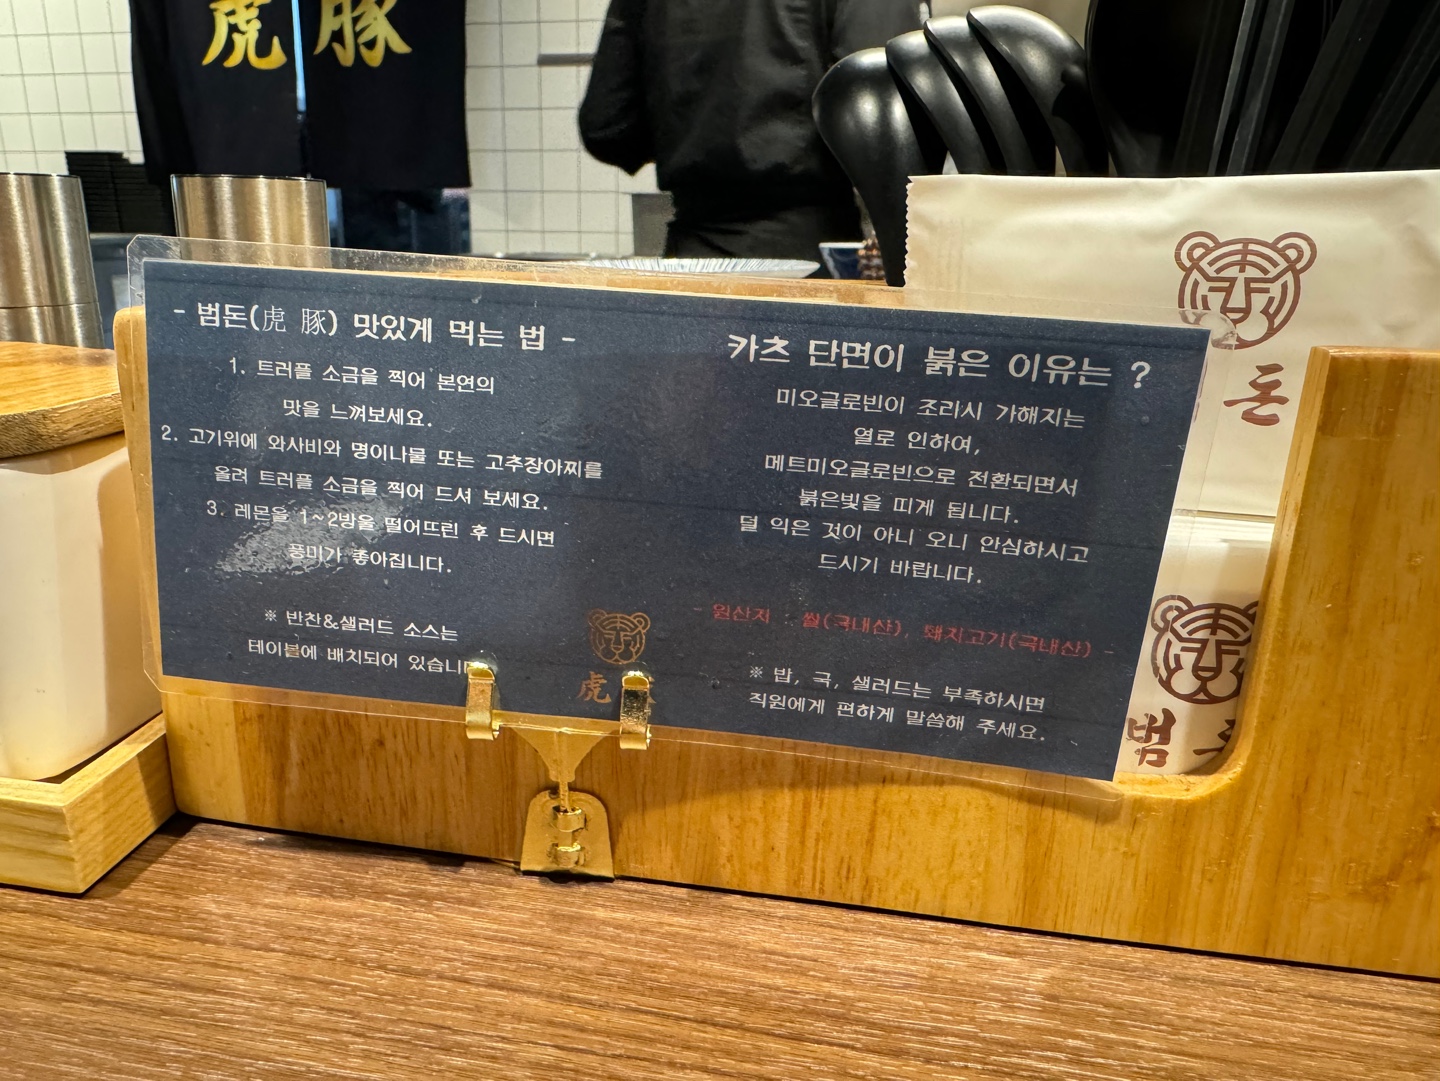 虎 豚
- 범돈(虎 豚) 맛있게 먹는 법 -
1. 트러플 소금을 찍어 본연의
맛을 느껴보세요.
2. 고기위에 와사비와 명이나물 또는 고추장아찌를
올려 트러플 소금을 찍어 드셔 보세요.
3. 레몬을 1~2방울 떨어뜨린 후 드시면
풍미가 좋아집니다.
※ 반찬&샐러드 소스는
테이블에 배치되어 있습니다
虎
카츠 단면이 붉은 이유는 ?
미오글로빈이 조리시 가해지는
열로 인하여,
메트미오글로빈으로 전환되면서
붉은빛을 띠게 됩니다.
덜 익은 것이 아니 오니 안심하시고
드시기 바랍니다.
- 원산지 : 쌀(국내산), 돼지고기(국내산) -
※ 밥, 국, 샐러드는 부족하시면
직원에게 편하게 말씀해 주세요.
돈
범